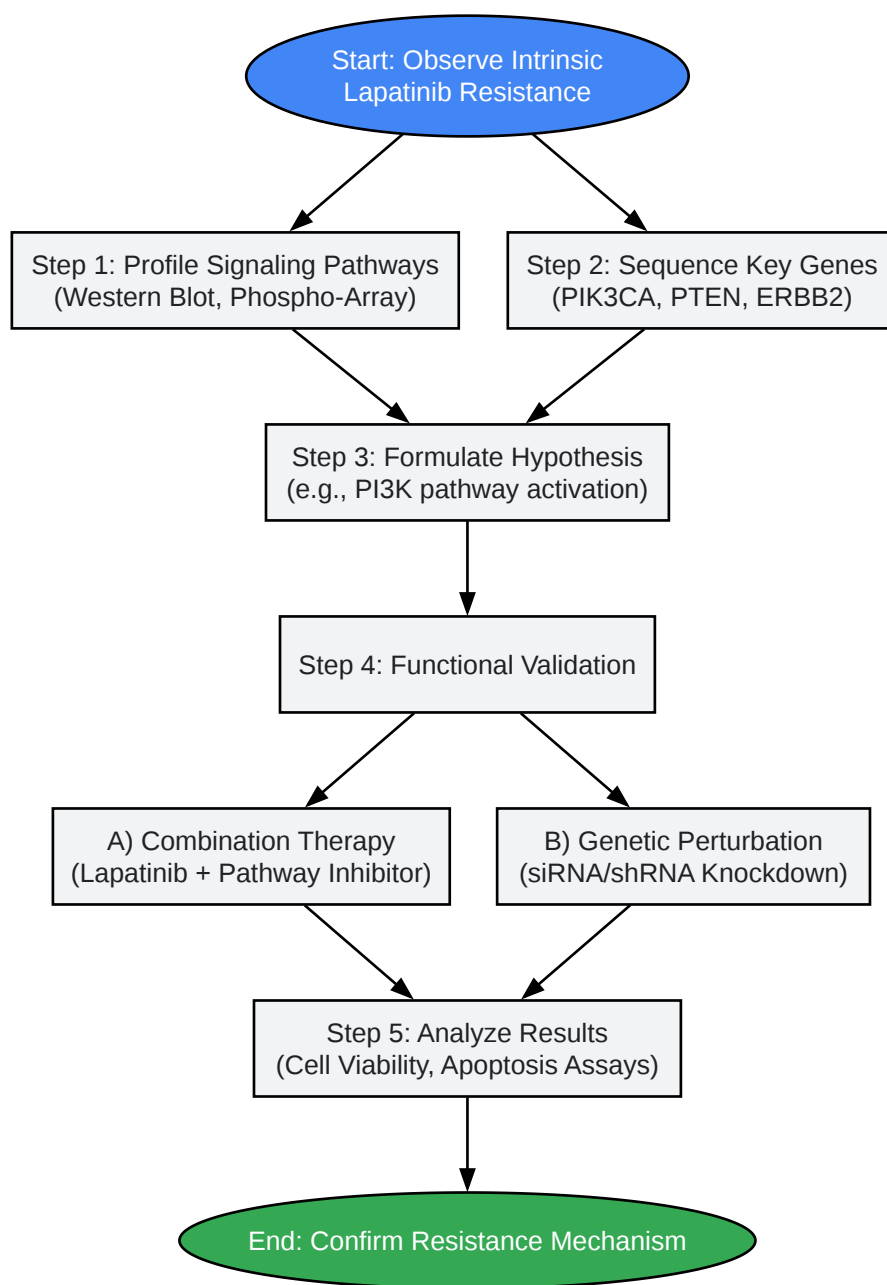 Start: Observe Intrinsic
Lapatinib Resistance
Step 1: Profile Signaling Pathways
(Western Blot, Phospho-Array)
Step 2: Sequence Key Genes
(PIK3CA, PTEN, ERBB2)
Step 3: Formulate Hypothesis
(e.g., PI3K pathway activation)
Step 4: Functional Validation
A) Combination Therapy
(Lapatinib + Pathway Inhibitor)
B) Genetic Perturbation
(siRNA/shRNA Knockdown)
Step 5: Analyze Results
(Cell Viability, Apoptosis Assays)
End: Confirm Resistance Mechanism